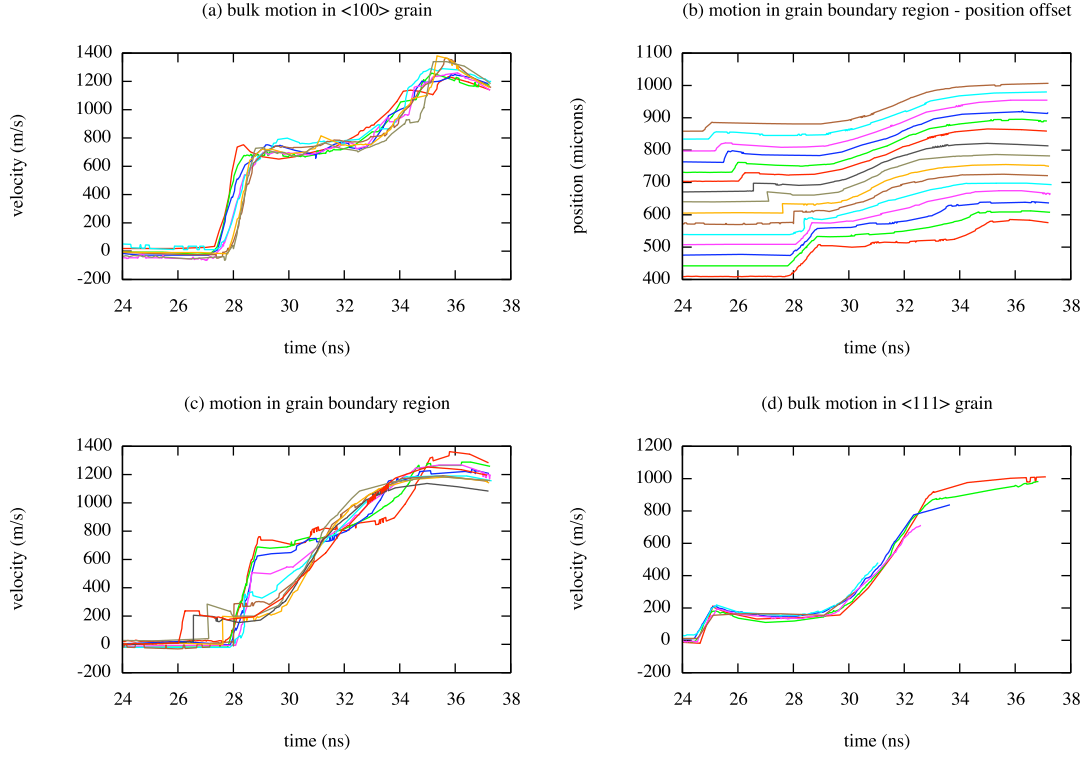 (a) bulk motion in <100> grain
velocity (m/s)
1400
1200
1000
800
600
400
200
0
-200
24 26 28 30 32 34 36 38
time (ns)
(b) motion in grain boundary region - position offset
position (microns)
1100
1000
900
800
700
600
500
400
24 26 28 30 32 34 36 38
time (ns)
(c) motion in grain boundary region
velocity (m/s)
1400
1200
1000
800
600
400
200
0
-200
24 26 28 30 32 34 36 38
time (ns)
(d) bulk motion in <111> grain
velocity (m/s)
1200
1000
800
600
400
200
0
-200
24 26 28 30 32 34 36 38
time (ns)